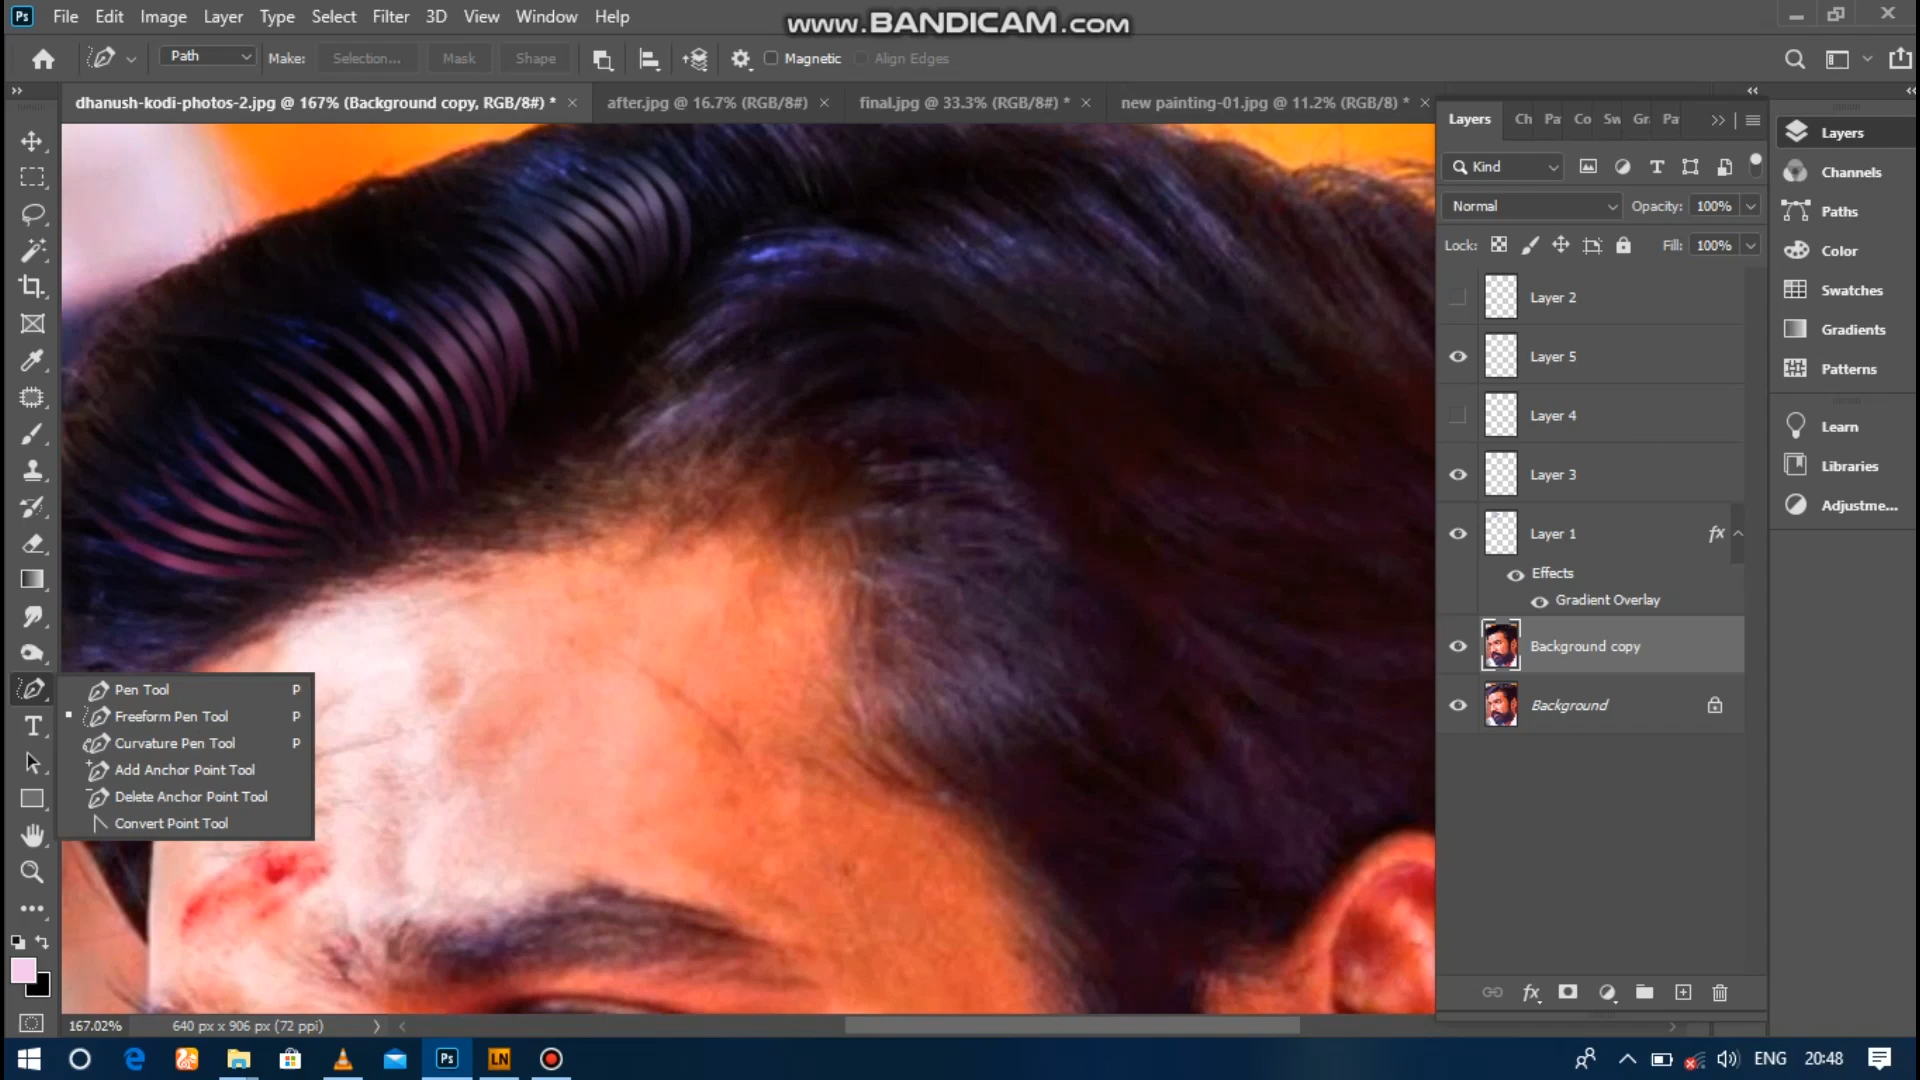 Ps File Edit Image Layer Type Select Filter 3D View Window Help
www.BANDICAM.com
Path Make: Selection... Mask Shape Magnetic Align Edges
dhanush-kodi-photos-2.jpg @ 167% (Background copy, RGB/8#) * × after.jpg @ 16.7% (RGB/8#) × final.jpg @ 33.3% (RGB/8#) * × new painting-01.jpg @ 11.2% (RGB/8) * ×
Layers Ch Pa Co Sw Gr Pa
Kind
Normal Opacity: 100%
Lock: Fill: 100%
Layer 2
Layer 5
Layer 4
Layer 3
Layer 1 fx
Effects
Gradient Overlay
Background copy
Background
fx
Layers
Channels
Paths
Color
Swatches
Gradients
Patterns
Learn
Libraries
Adjustme...
Pen Tool P
Freeform Pen Tool P
Curvature Pen Tool P
Add Anchor Point Tool
Delete Anchor Point Tool
Convert Point Tool
167.02% 640 px x 906 px (72 ppi)
Ps LN ENG 20:48